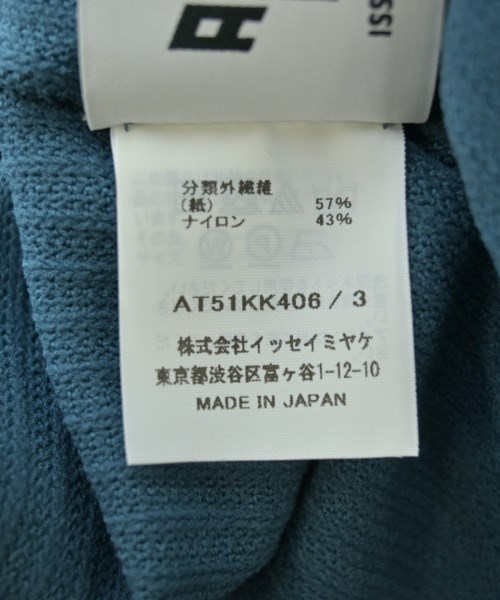 ISS
分類外繊維
(紙) 57%
ナイロン 43%
AT51KK406 / 3
株式会社イッセイミヤケ
東京都渋谷区富ヶ谷1-12-10
MADE IN JAPAN